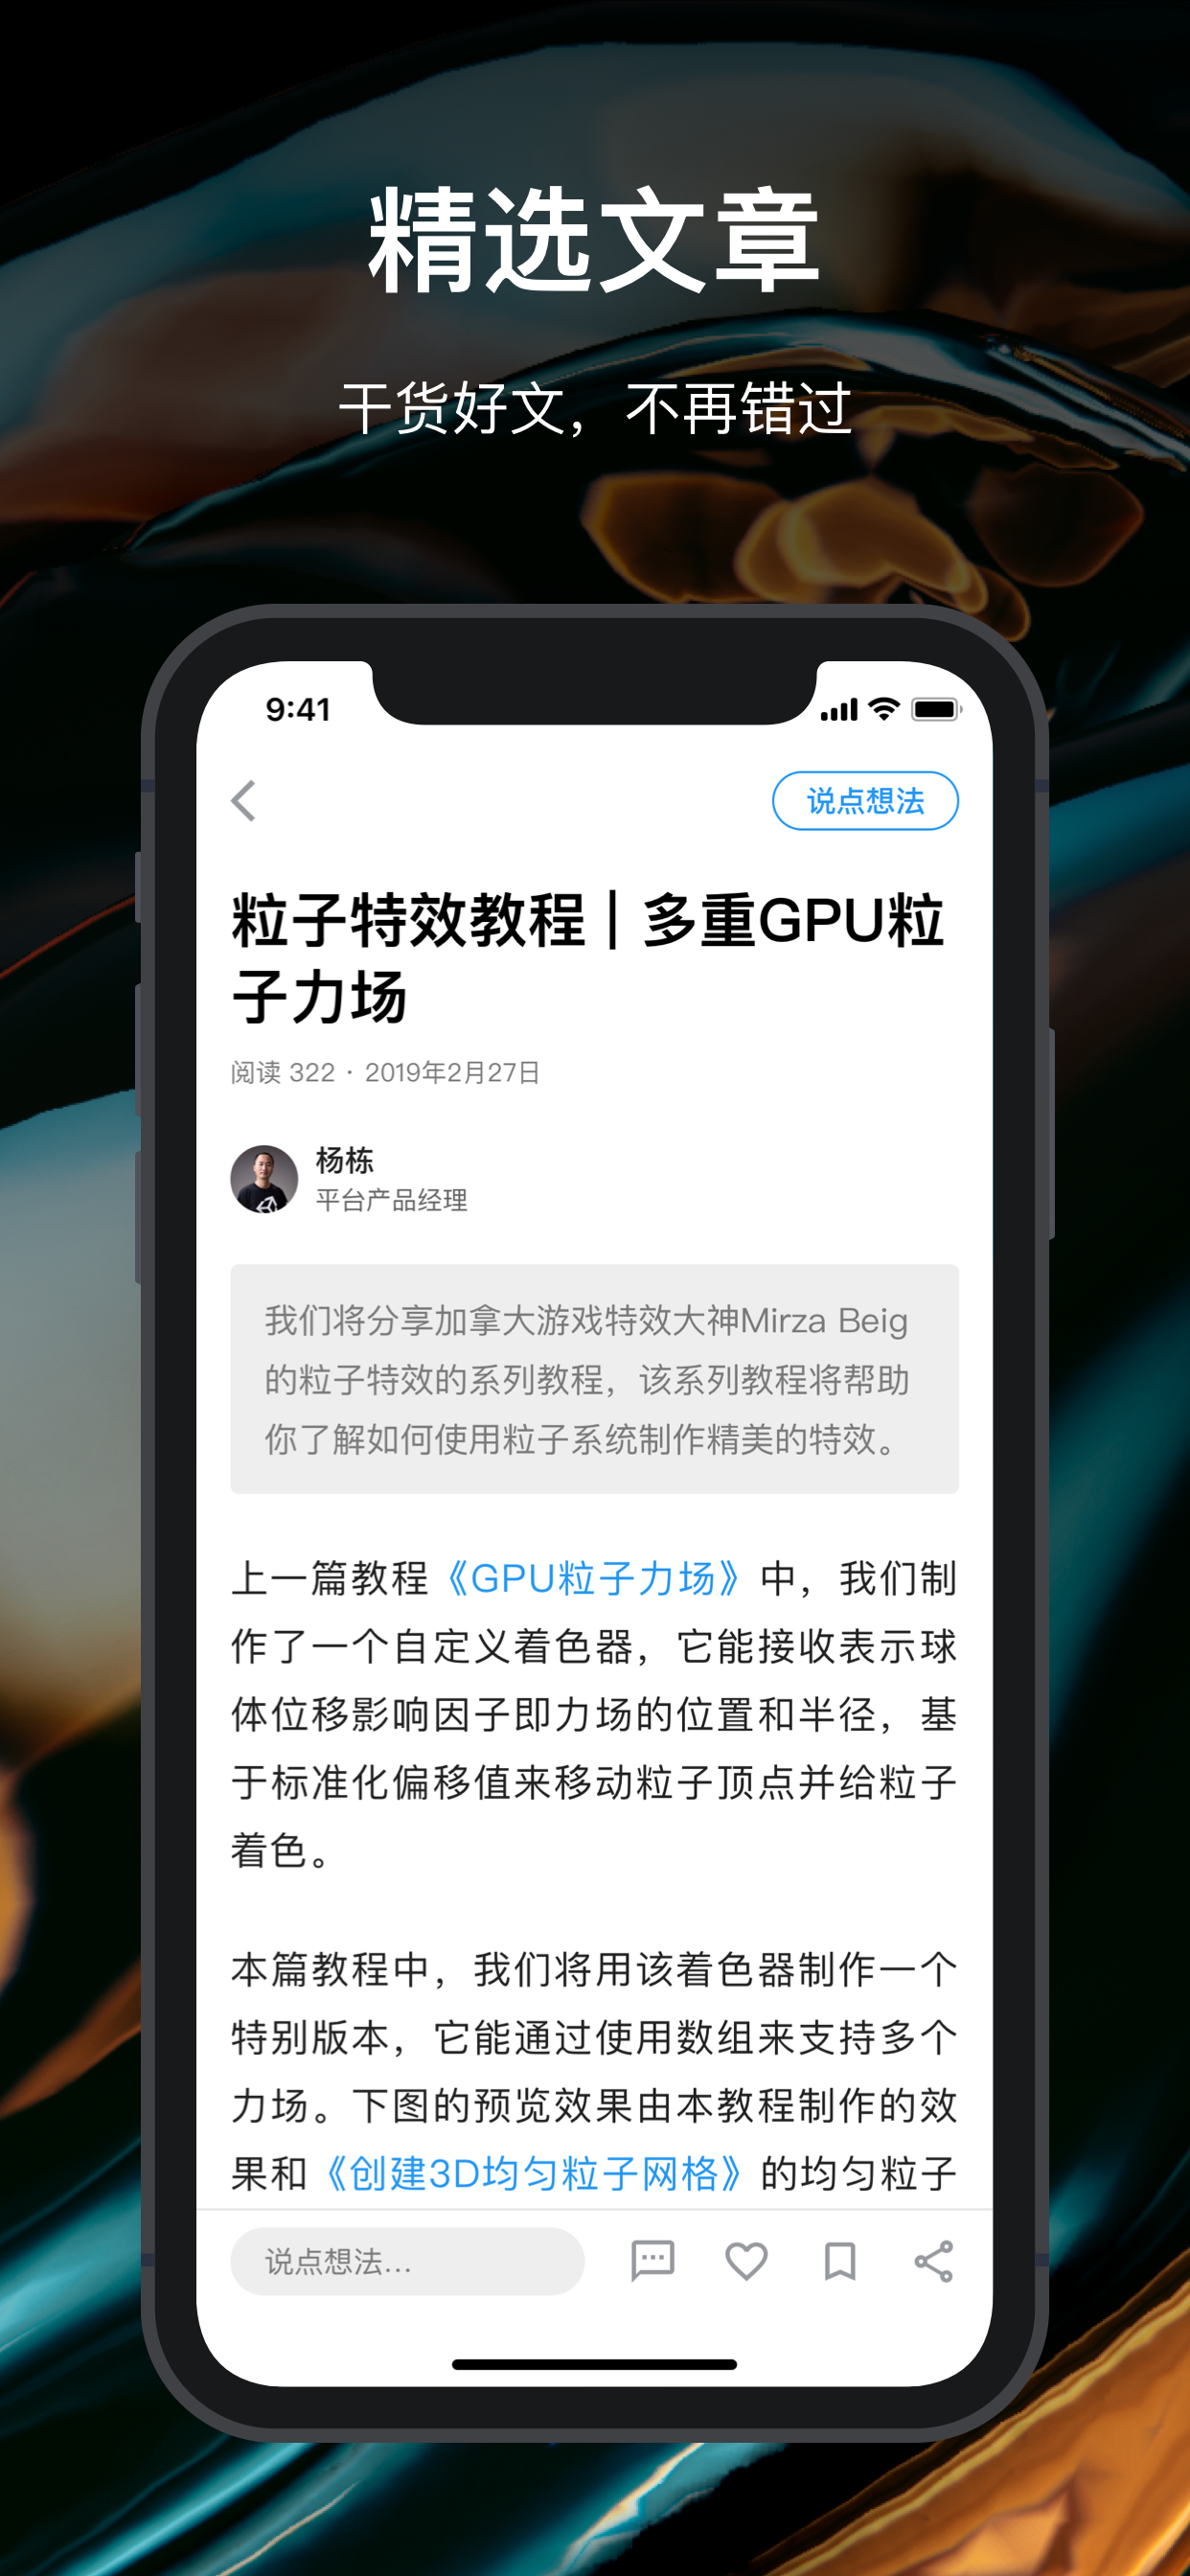 精选文章
干货好文，不再错过
9:41
说点想法
粒子特效教程 | 多重GPU粒
子力场
阅读 322 · 2019年2月27日
杨栋
平台产品经理
我们将分享加拿大游戏特效大神Mirza Beig
的粒子特效的系列教程，该系列教程将帮助
你了解如何使用粒子系统制作精美的特效。
上一篇教程《GPU粒子力场》中，我们制
作了一个自定义着色器，它能接收表示球
体位移影响因子即力场的位置和半径，基
于标准化偏移值来移动粒子顶点并给粒子
着色。
本篇教程中，我们将用该着色器制作一个
特别版本，它能通过使用数组来支持多个
力场。下图的预览效果由本教程制作的效
果和《创建3D均匀粒子网格》的均匀粒子
说点想法...